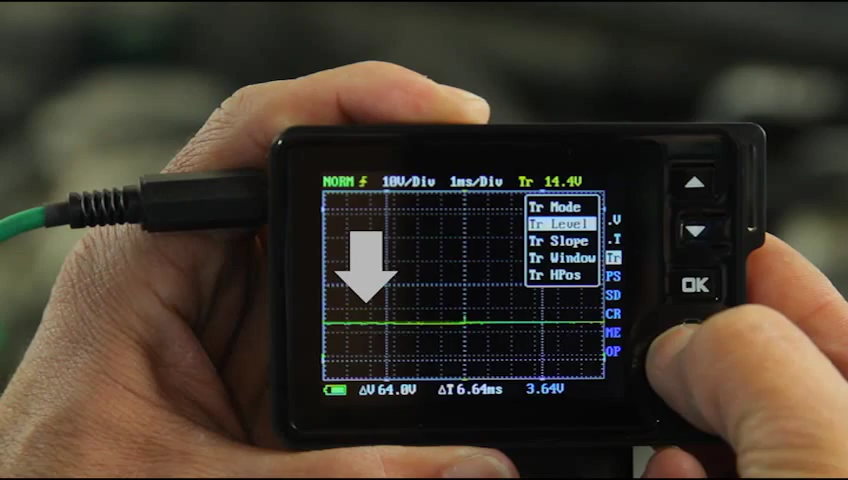 NORM 10V/Div 1ms/Div Tr 14.4V
Tr Mode
Tr Level
Tr Slope
Tr Window
Tr HPos
.V
.T
Tr
PS
SD
CR
ME
OP
ΔV 64.0V ΔT 6.64ms 3.64V
OK